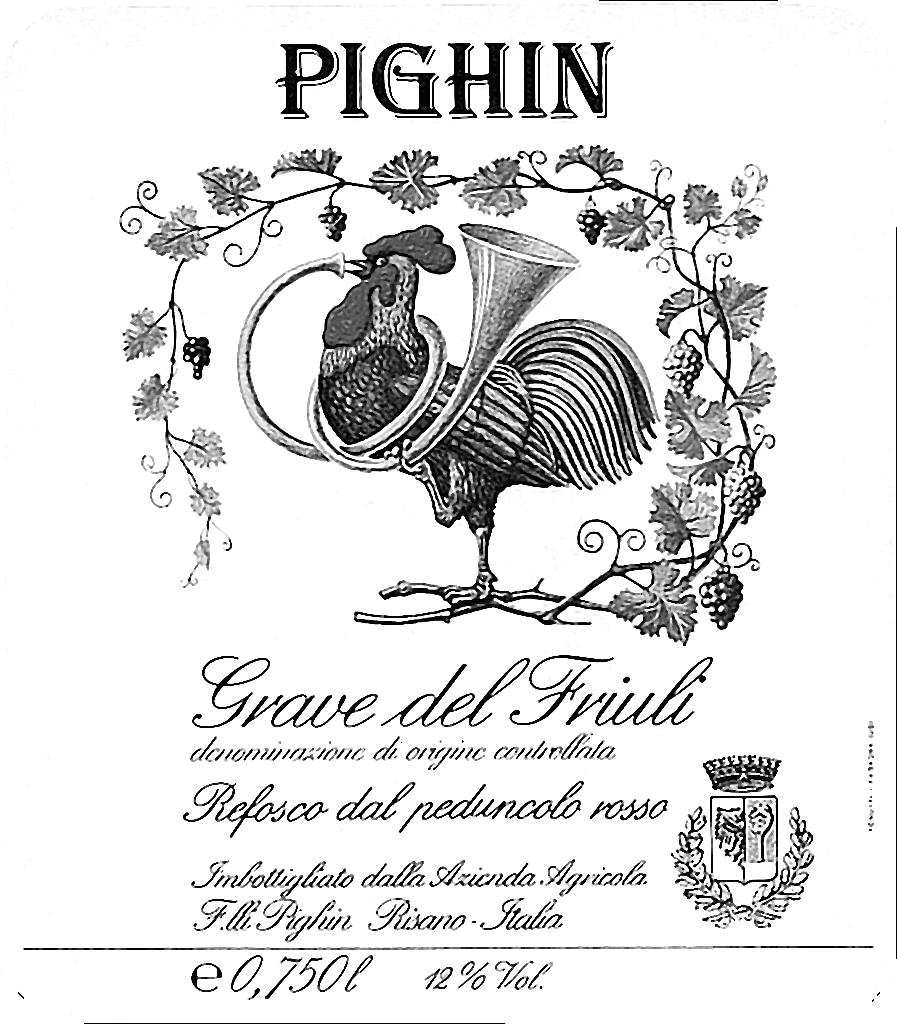 PIGHIN
Grave del Friuli
denominazione di origine controllata
Refosco dal peduncolo rosso
Imbottigliato dalla Azienda Agricola
F.lli Pighin Risano - Italia
e 0,750 l 12 % Vol.